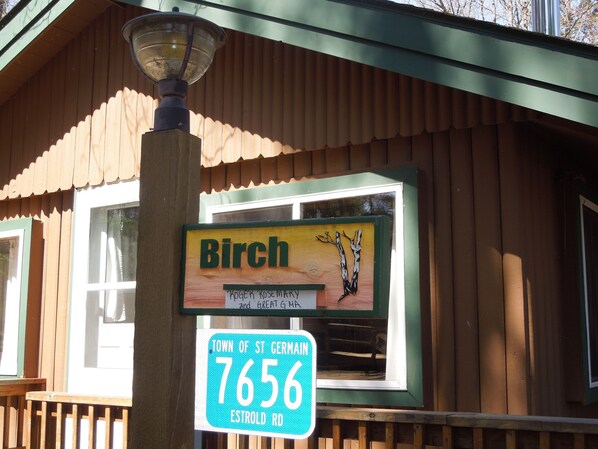 Birch
ROGER ROSEMARY
and GREAT G MA
TOWN OF ST GERMAIN
7656
ESTROLD RD